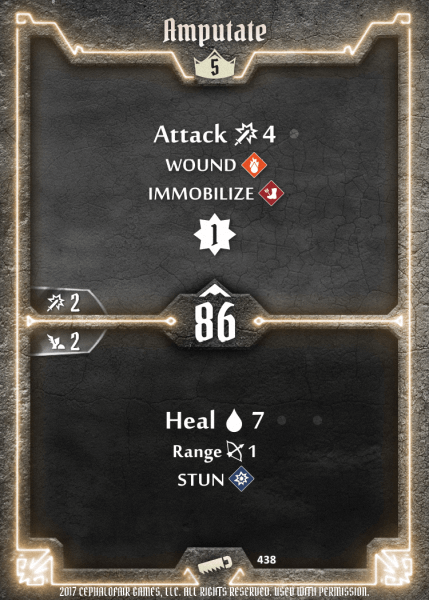 Amputate
5
Attack 4
WOUND
IMMOBILIZE
1
2
86
2
Heal 7
Range 1
STUN
438
2017 CEPHALOFAIR GAMES, LLC. ALL RIGHTS RESERVED. USED WITH PERMISSION.